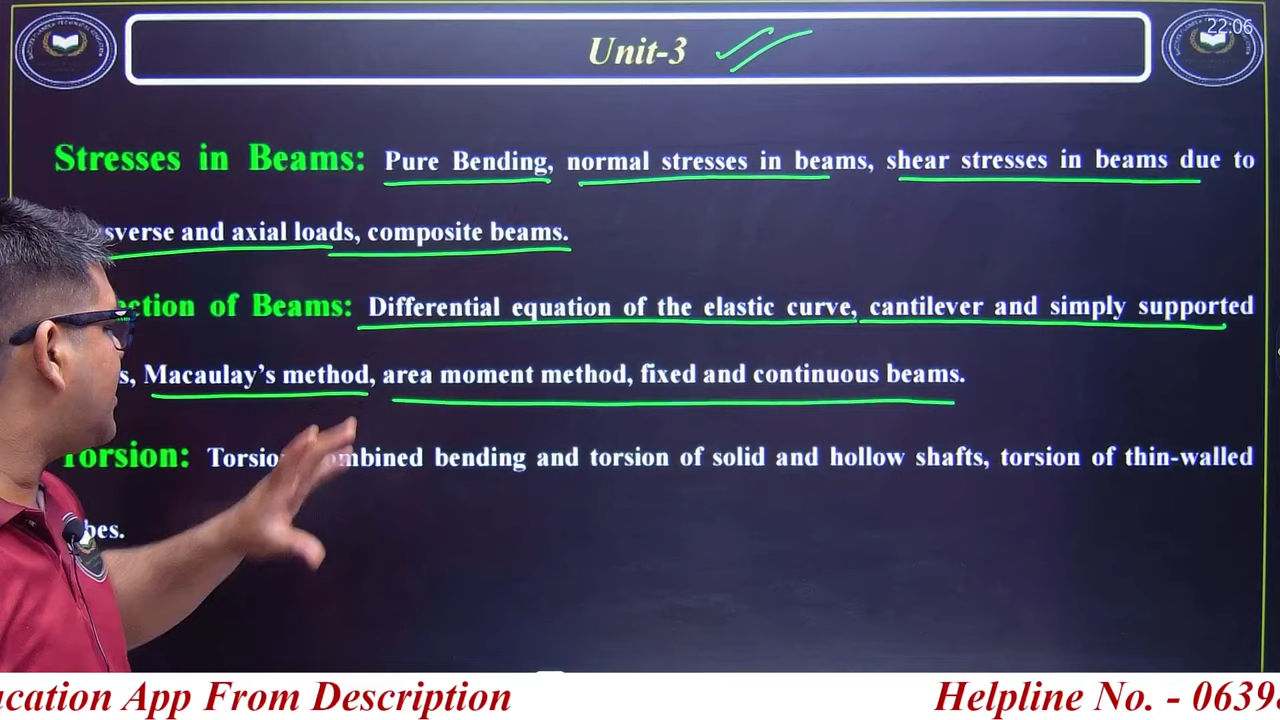 22:06
Unit-3
Stresses in Beams: Pure Bending, normal stresses in beams, shear stresses in beams due to
sverse and axial loads, composite beams.
ection of Beams: Differential equation of the elastic curve, cantilever and simply supported
s, Macaulay's method, area moment method, fixed and continuous beams.
Torsion: Torsion mbined bending and torsion of solid and hollow shafts, torsion of thin-walled
bes.
ucation App From Description Helpline No. - 0639